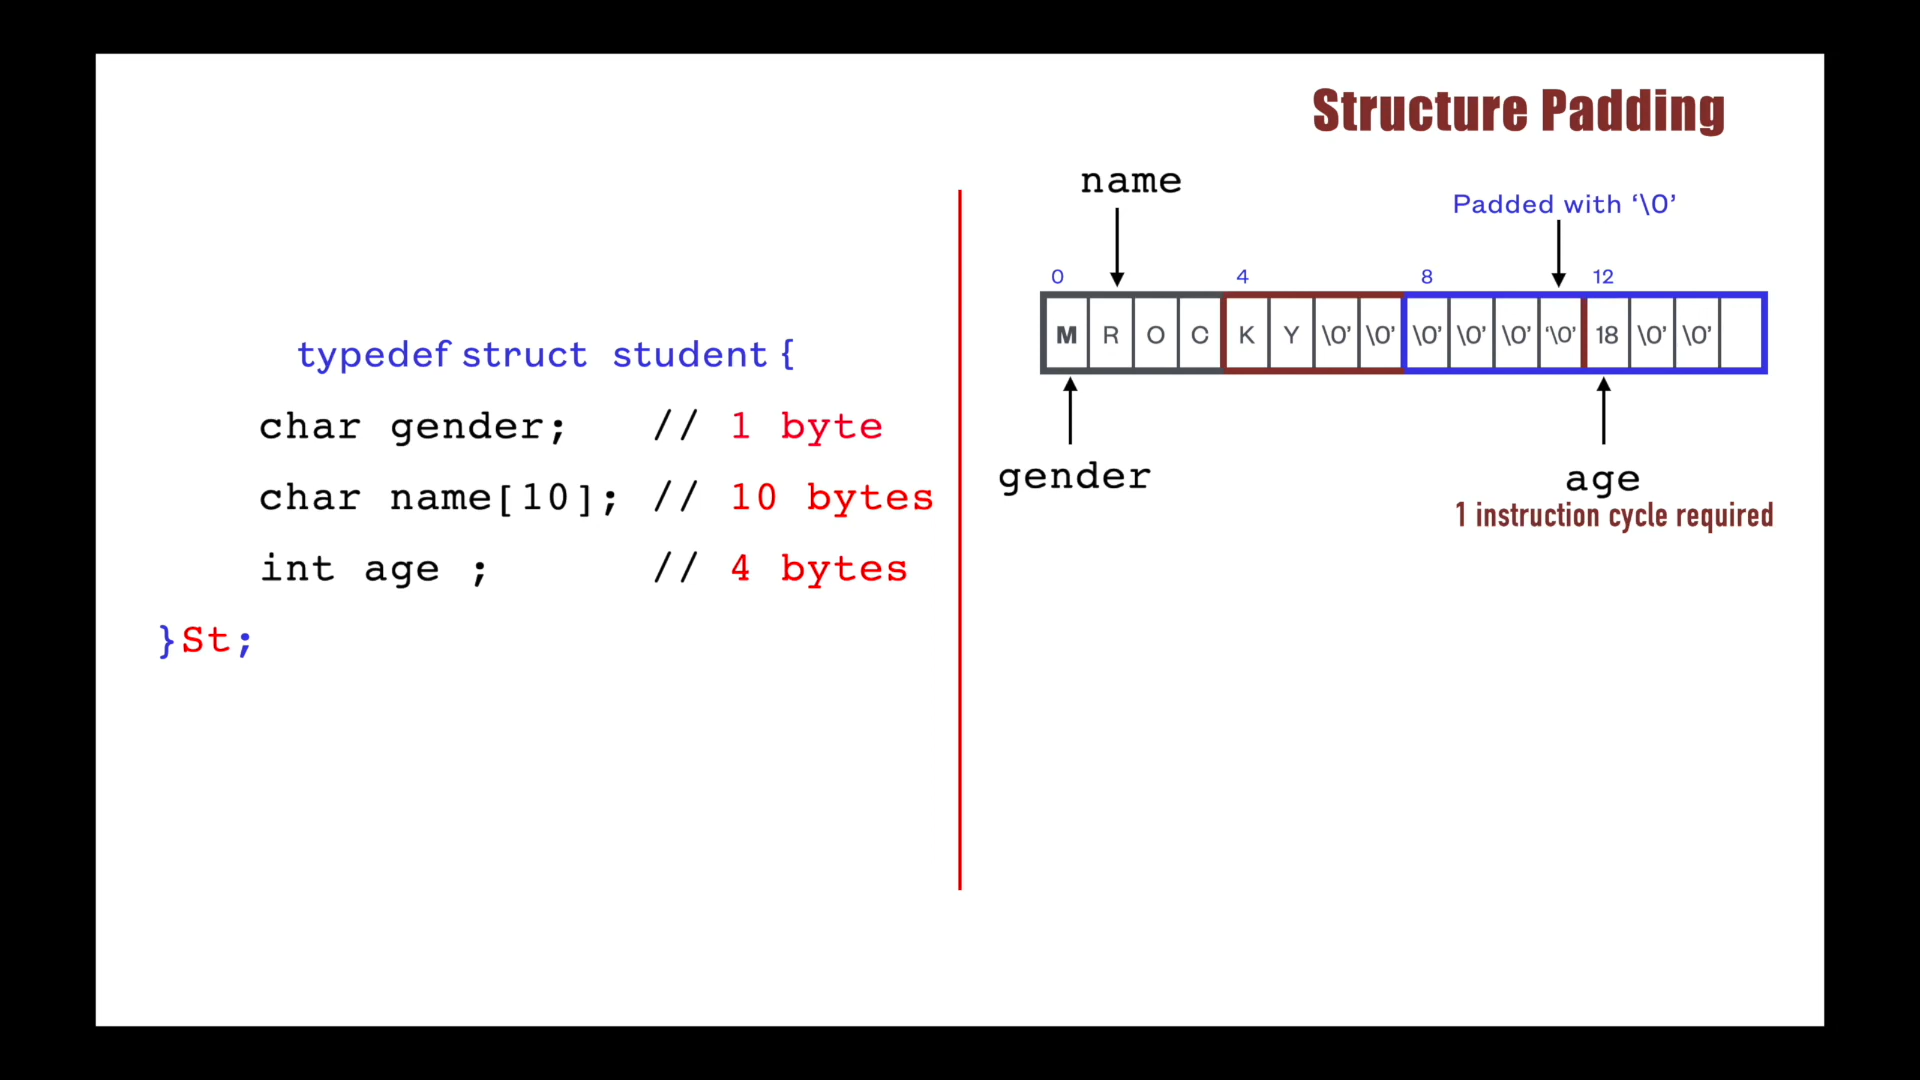 Structure Padding
typedef struct student {
char gender; // 1 byte
char name[10]; // 10 bytes
int age ; // 4 bytes
}St;
name
Padded with ‘\0’
0 4 8 12
M R O C K Y \0’ \0’ \0’ \0’ \0’ ‘\0’ 18 \0’ \0’
gender
age
1 instruction cycle required